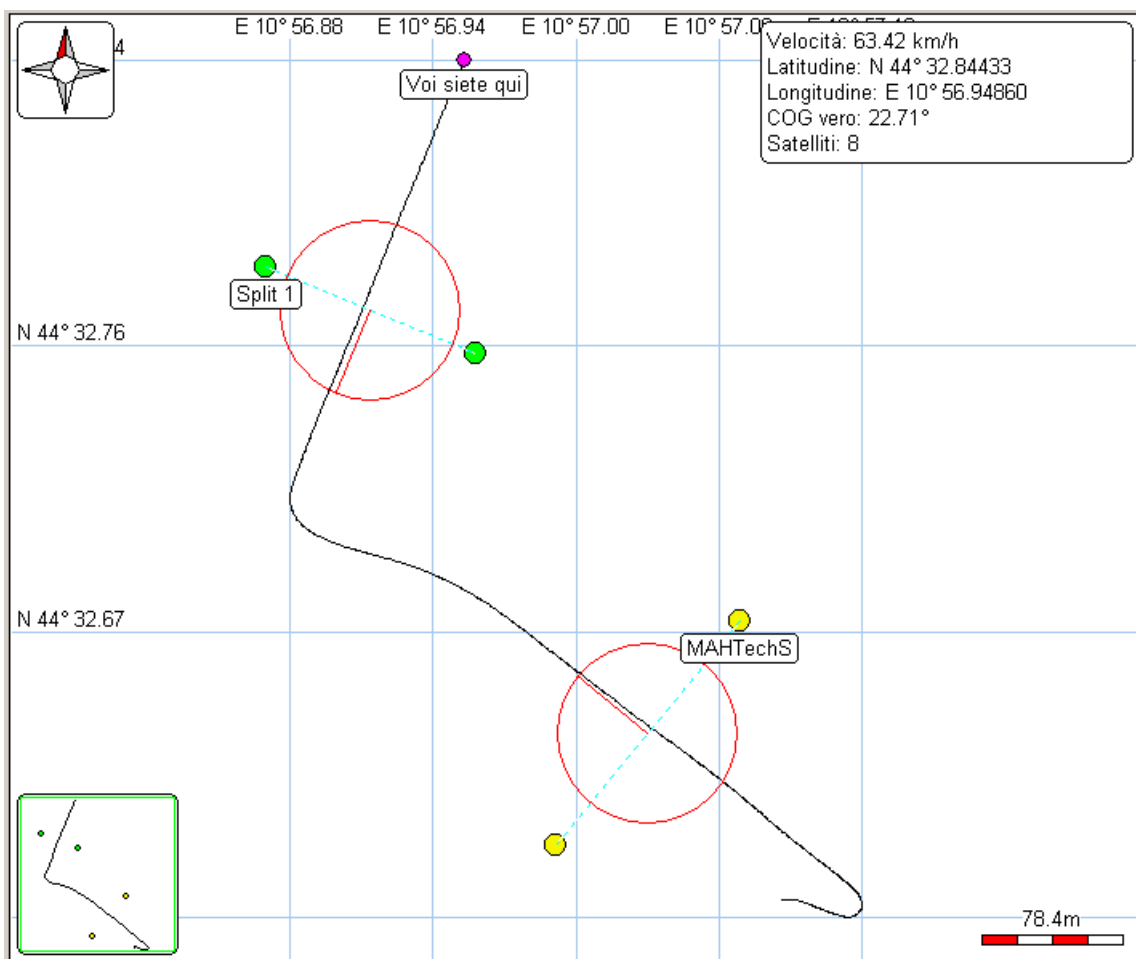 E 10° 56.88 E 10° 56.94 E 10° 57.00
4
Voi siete qui
Velocità: 63.42 km/h
Latitudine: N 44° 32.84433
Longitudine: E 10° 56.94860
COG vero: 22.71°
Satelliti: 8
Split 1
N 44° 32.76
N 44° 32.67
MAHTechS
78.4m